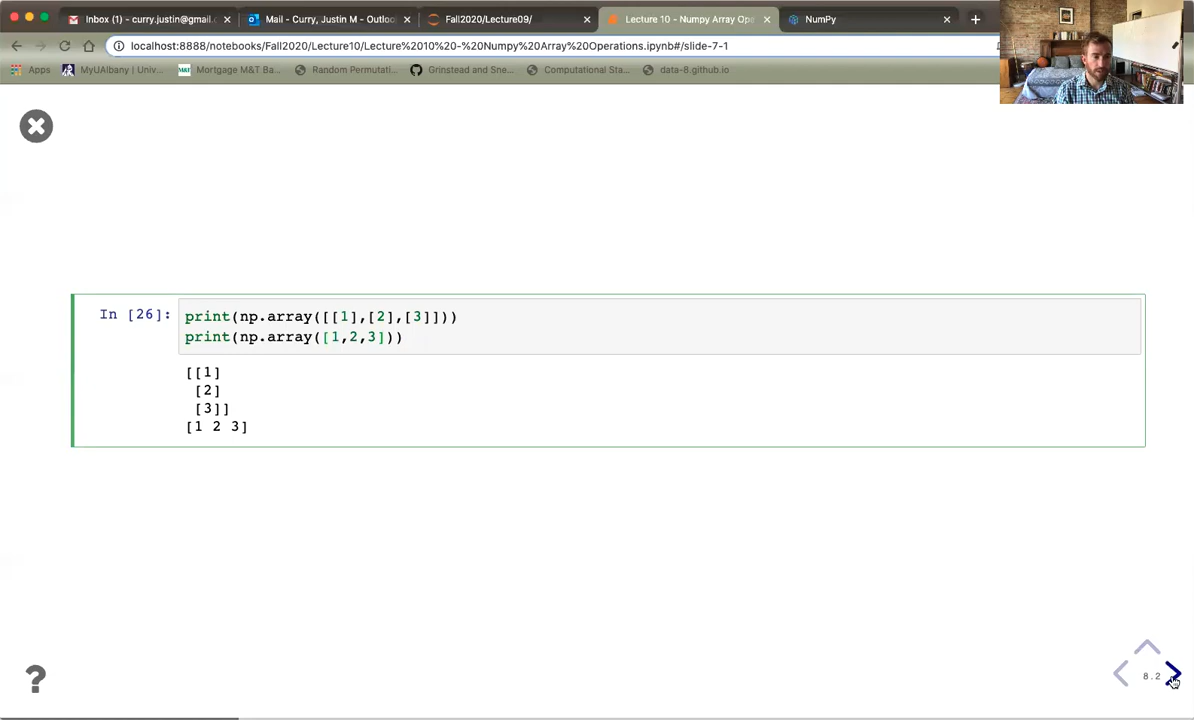 Inbox (1) - curry.justin@gmail.
Mail - Curry, Justin M - Outloo
Fall2020/Lecture09/
Lecture 10 - Numpy Array Ope
NumPy
localhost:8888/notebooks/Fall2020/Lecture10/Lecture%2010%20-%20Numpy%20Array%20Operations.ipynb#/slide-7-1
Apps
MyUAlbany | Univ...
M&T Mortgage M&T Ba...
Random Permutati...
Grinstead and Sne...
Computational Sta...
data-8.github.io
In [26]:
print(np.array([[1],[2],[3]]))
print(np.array([1,2,3]))
[[1]
[2]
[3]]
[1 2 3]
?
8.2